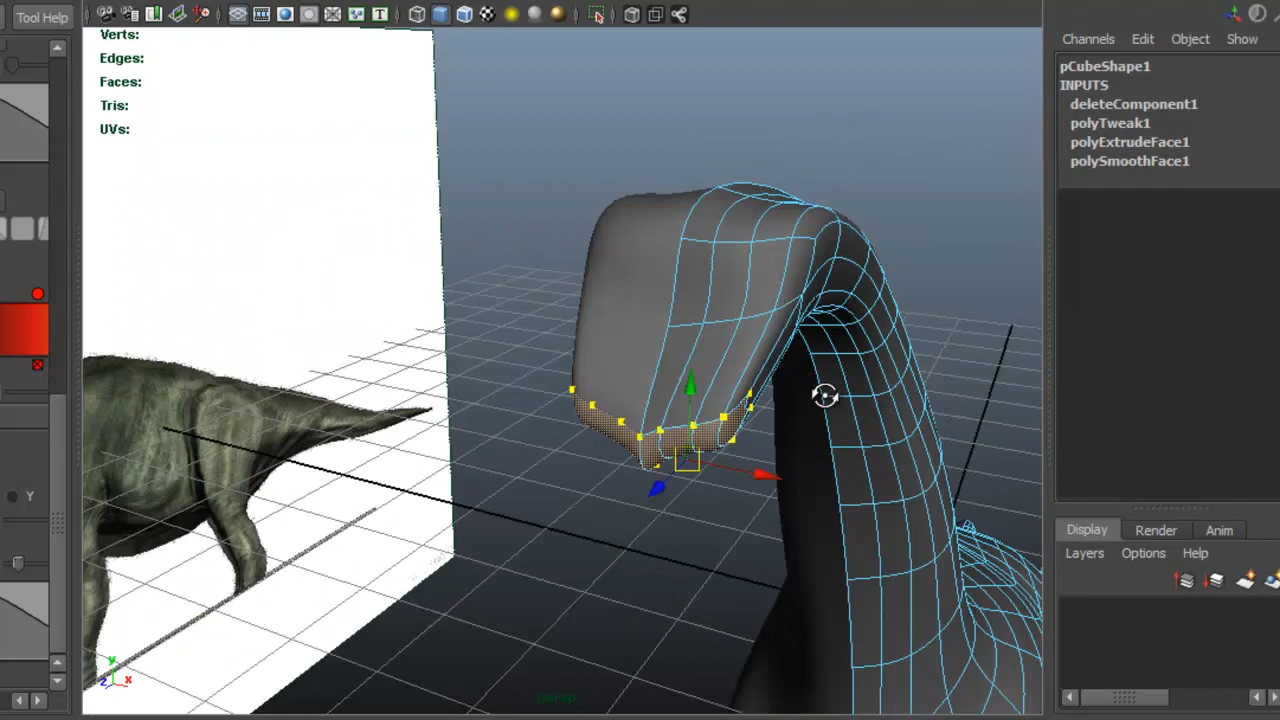 Tool Help
T
Verts:
Edges:
Faces:
Tris:
UVs:
Y
y
z x
persp
Channels Edit Object Show
pCubeShape1
INPUTS
deleteComponent1
polyTweak1
polyExtrudeFace1
polySmoothFace1
Display Render Anim
Layers Options Help